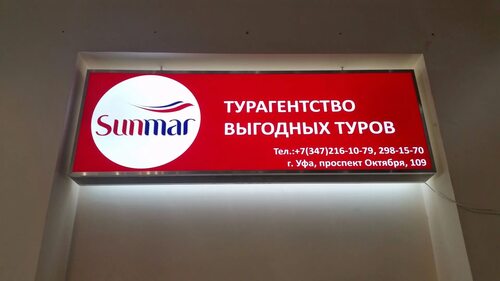 Sunmar
ТУРАГЕНТСТВО
ВЫГОДНЫХ ТУРОВ
Тел.:+7(347)216-10-79, 298-15-70
г. Уфа, проспект Октября, 109